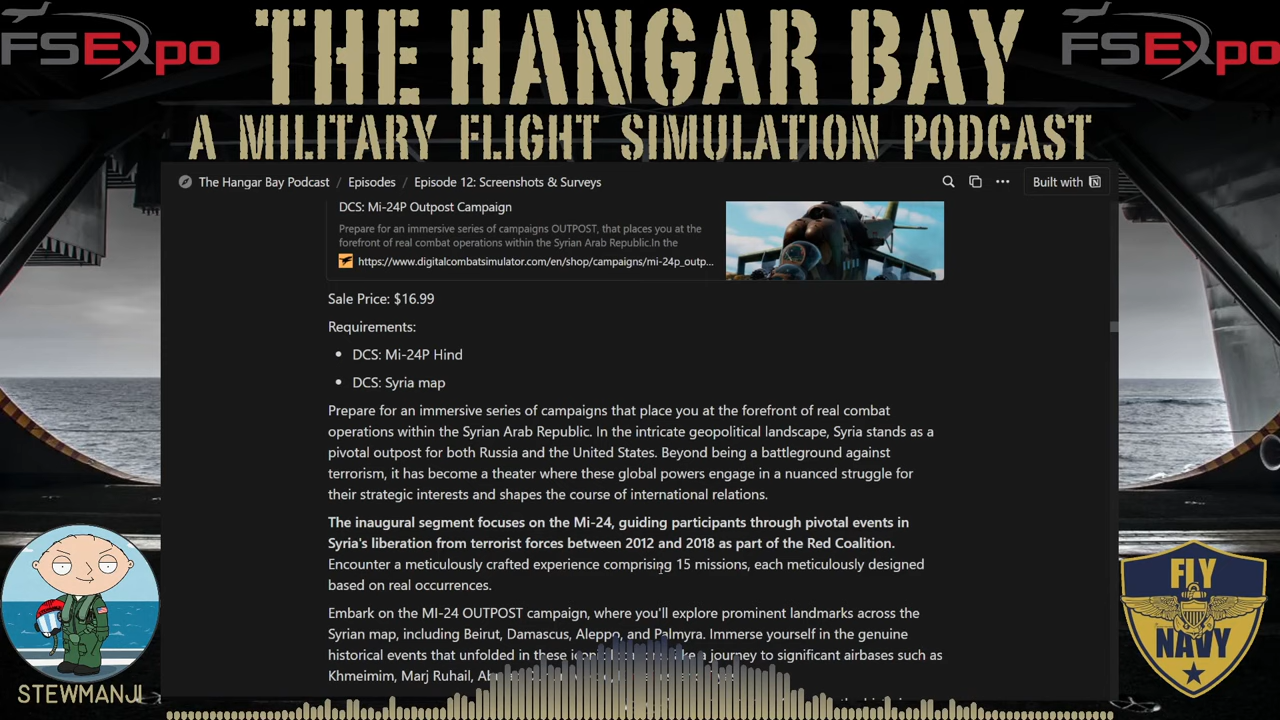 FSExpo
THE HANGAR BAY
FSExpo
A MILITARY FLIGHT SIMULATION PODCAST
The Hangar Bay Podcast / Episodes / Episode 12: Screenshots & Surveys
Built with
DCS: Mi-24P Outpost Campaign
Prepare for an immersive series of campaigns OUTPOST, that places you at the
forefront of real combat operations within the Syrian Arab Republic.In the
https://www.digitalcombatsimulator.com/en/shop/campaigns/mi-24p_outp...
Sale Price: $16.99
Requirements:
• DCS: Mi-24P Hind
• DCS: Syria map
Prepare for an immersive series of campaigns that place you at the forefront of real combat
operations within the Syrian Arab Republic. In the intricate geopolitical landscape, Syria stands as a
pivotal outpost for both Russia and the United States. Beyond being a battleground against
terrorism, it has become a theater where these global powers engage in a nuanced struggle for
their strategic interests and shapes the course of international relations.
The inaugural segment focuses on the Mi-24, guiding participants through pivotal events in
Syria's liberation from terrorist forces between 2012 and 2018 as part of the Red Coalition.
Encounter a meticulously crafted experience comprising 15 missions, each meticulously designed
based on real occurrences.
Embark on the MI-24 OUTPOST campaign, where you'll explore prominent landmarks across the
Syrian map, including Beirut, Damascus, Aleppo, and Palmyra. Immerse yourself in the genuine
historical events that unfolded in these journey to significant airbases such as
Khmeimim, Marj Ruhail,
STEWMANJI
FLY
NAVY